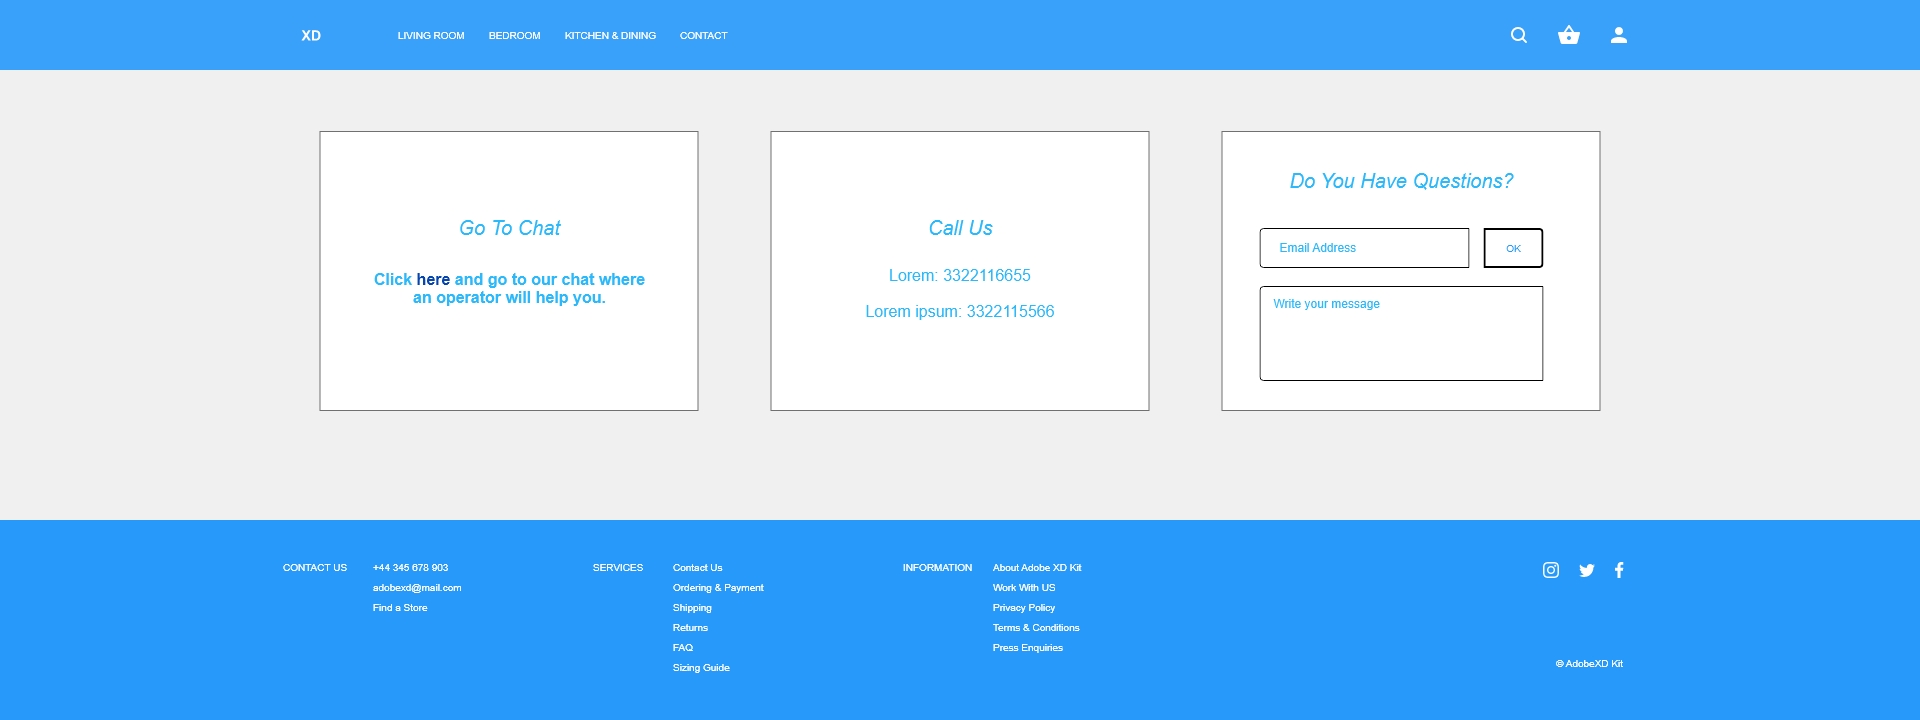 XD
LIVING ROOM
BEDROOM
KITCHEN & DINING
CONTACT
Go To Chat
Click here and go to our chat where
an operator will help you.
Call Us
Lorem: 3322116655
Lorem ipsum: 3322115566
Do You Have Questions?
Email Address
OK
Write your message
CONTACT US
+44 345 678 903
adobexd@mail.com
Find a Store
SERVICES
Contact Us
Ordering & Payment
Shipping
Returns
FAQ
Sizing Guide
INFORMATION
About Adobe XD Kit
Work With US
Privacy Policy
Terms & Conditions
Press Enquiries
© AdobeXD Kit